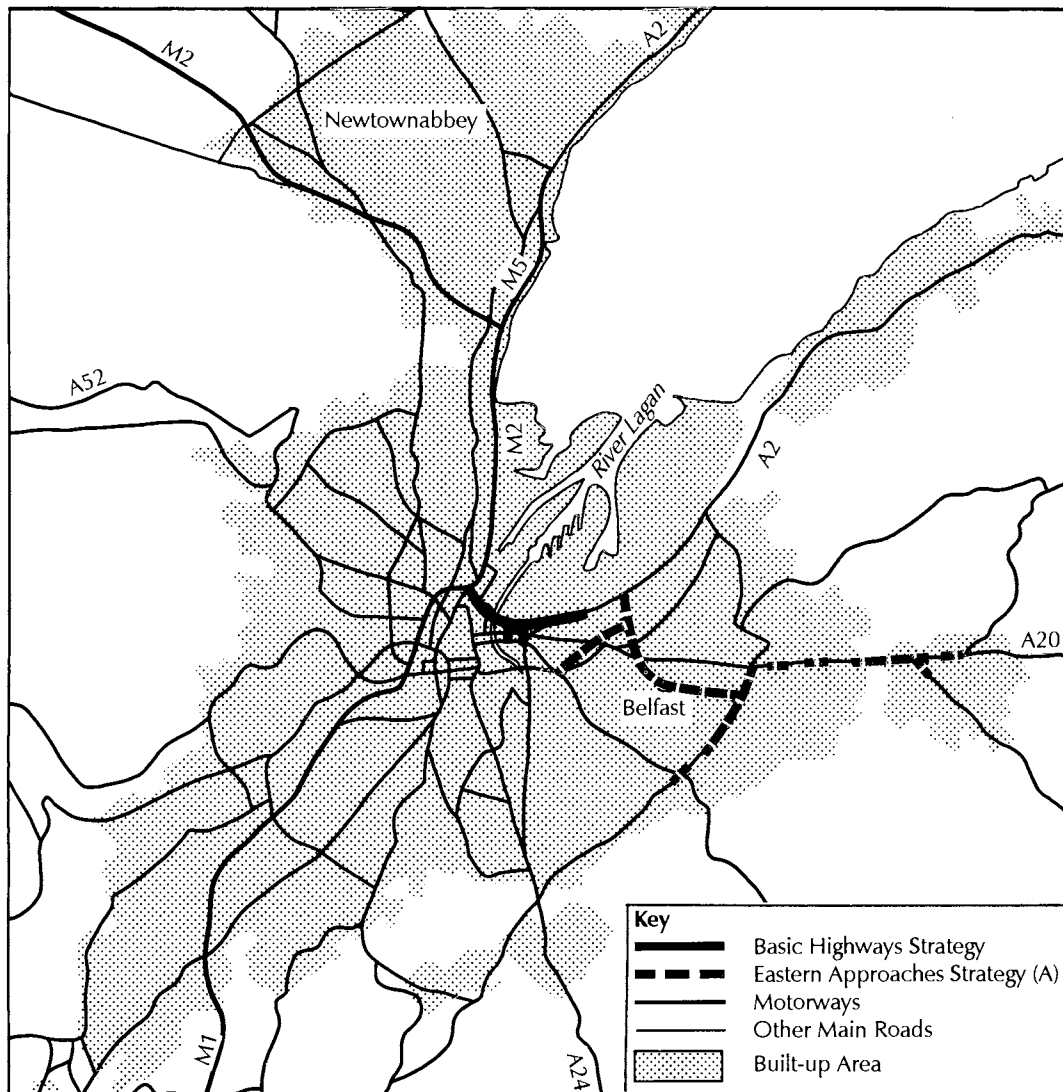 M2
A2
Newtownabbey
M5
A52
M2
River Lagan
A2
A20
Belfast
M1
A24
Key
Basic Highways Strategy
Eastern Approaches Strategy (A)
Motorways
Other Main Roads
Built-up Area